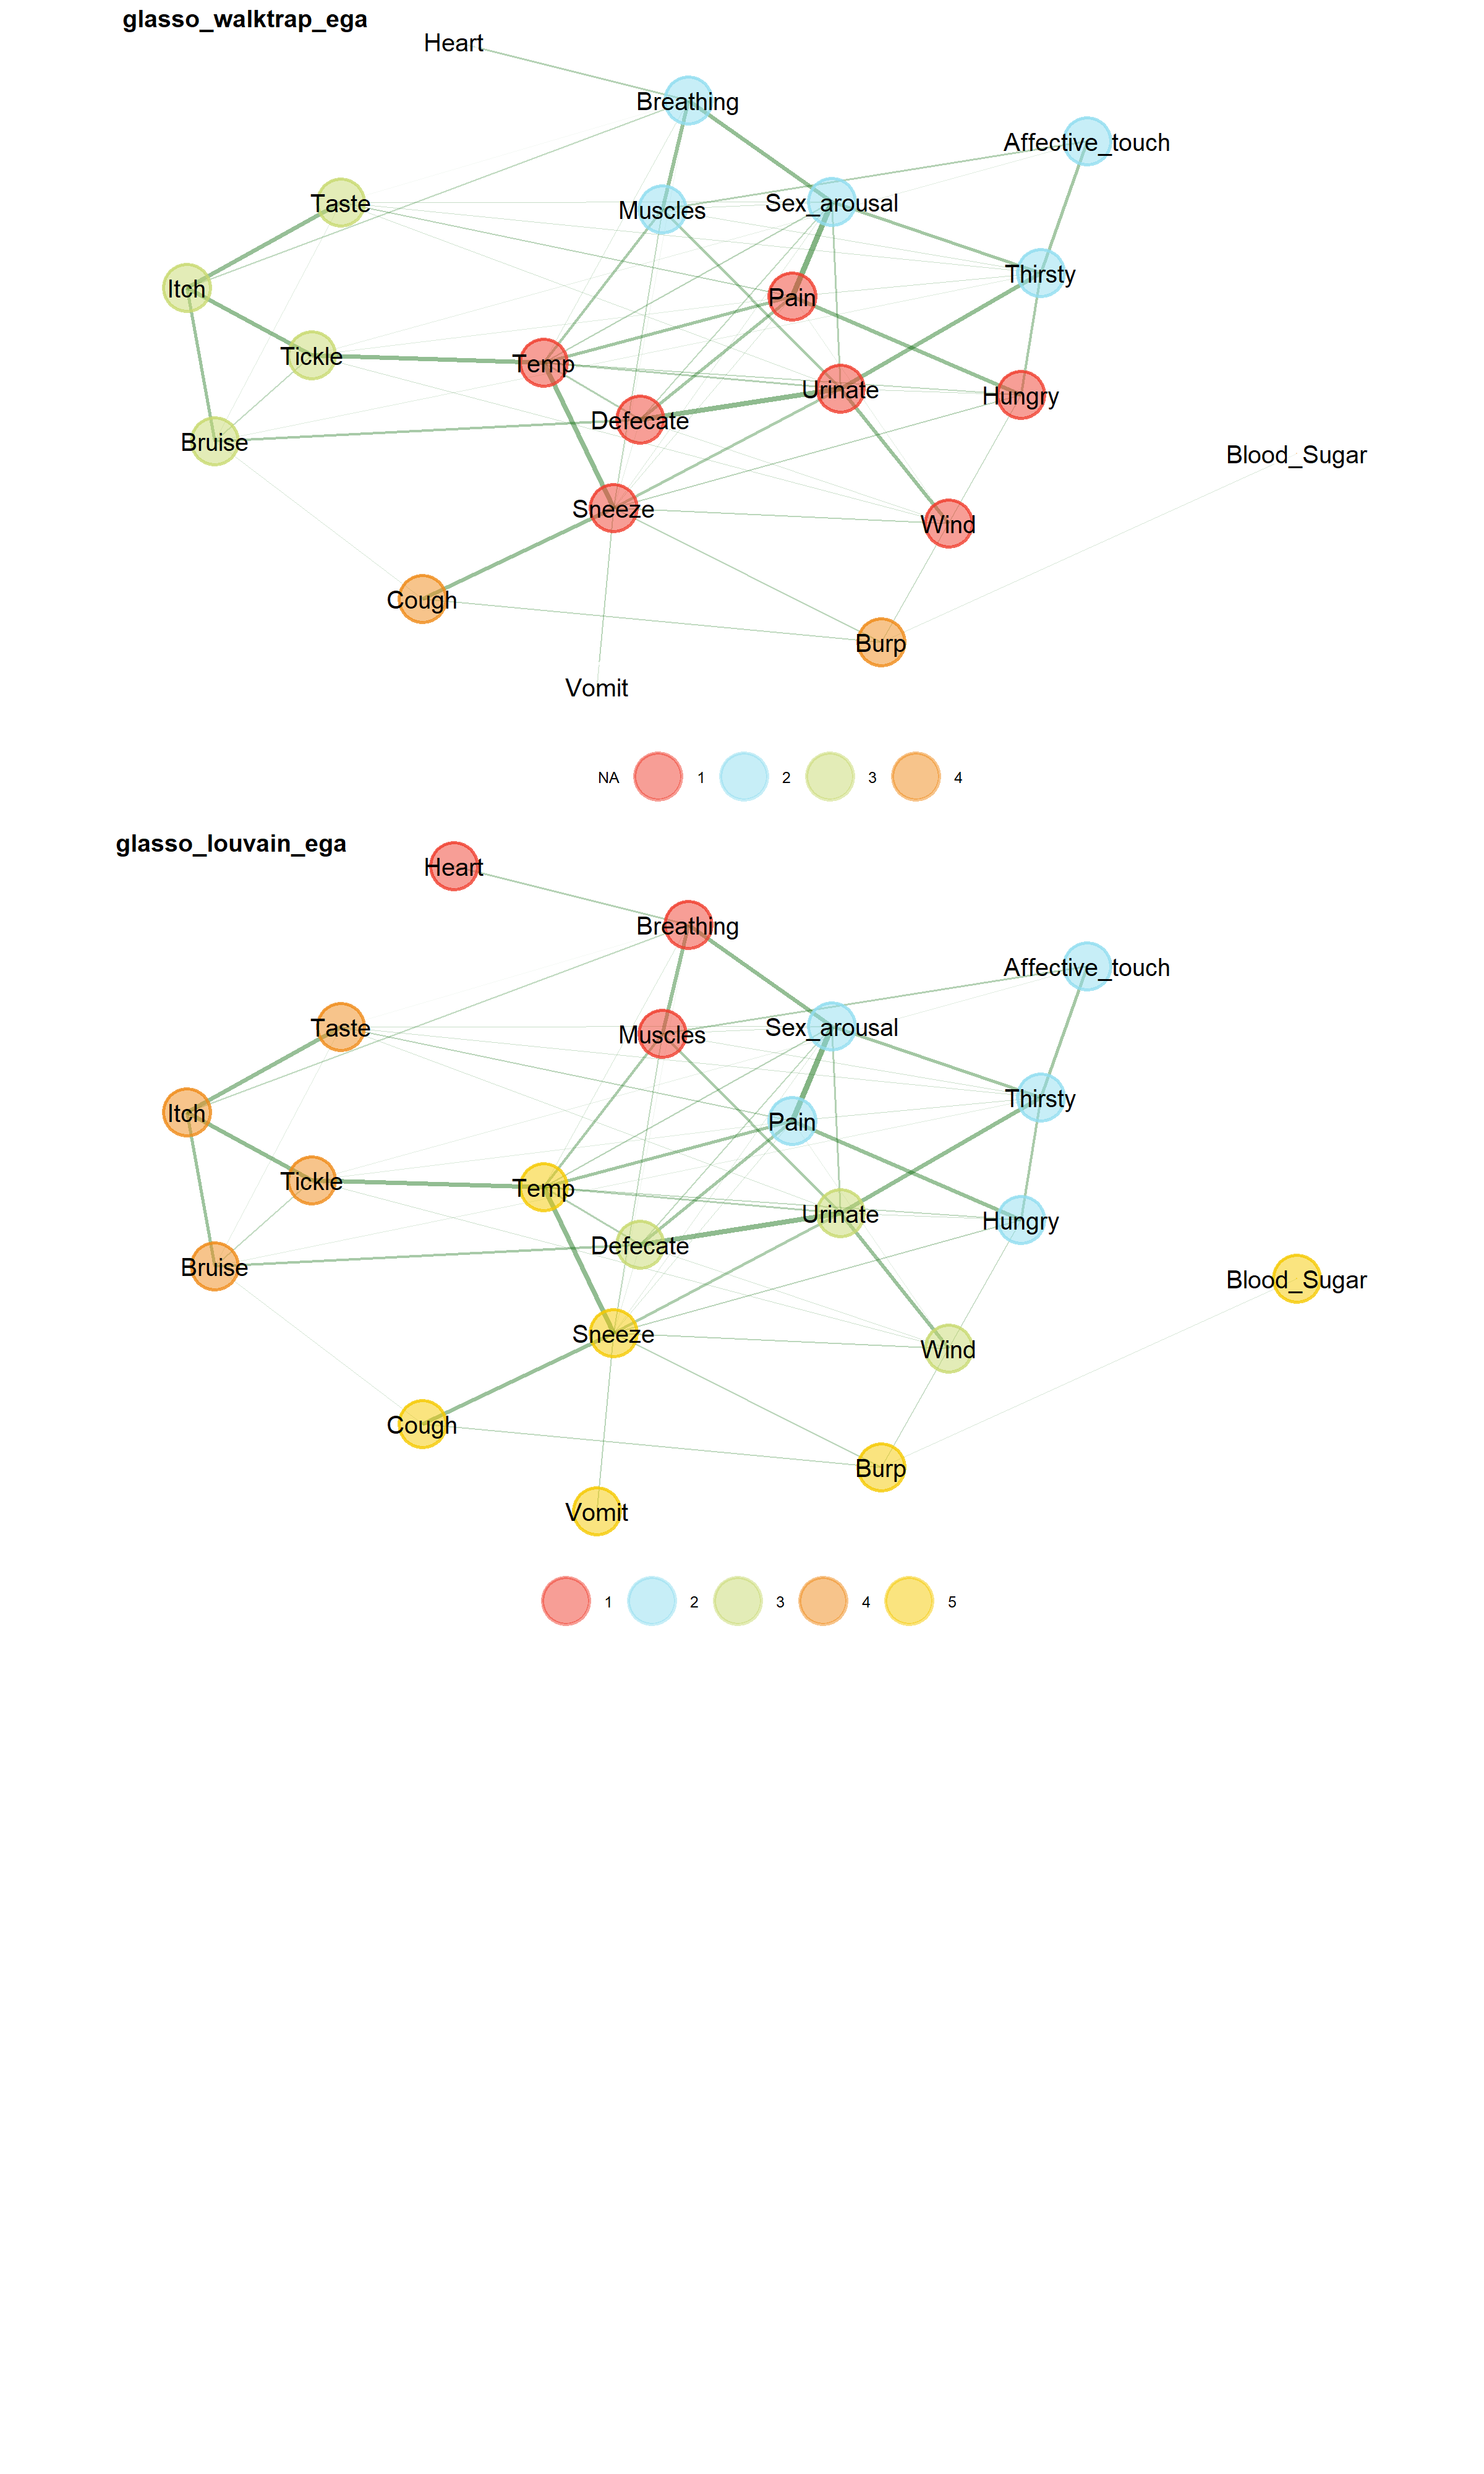 glasso_walktrap_ega
Heart
Breathing
Affective_touch
Taste
Muscles
Sex_arousal
Itch
Thirsty
Pain
Tickle
Temp
Urinate
Hungry
Defecate
Bruise
Blood_Sugar
Sneeze
Wind
Cough
Burp
Vomit
NA 1 2 3 4
glasso_louvain_ega
Heart
Breathing
Affective_touch
Taste
Muscles
Sex_arousal
Itch
Thirsty
Pain
Tickle
Temp
Urinate
Hungry
Defecate
Bruise
Blood_Sugar
Sneeze
Wind
Cough
Burp
Vomit
1 2 3 4 5